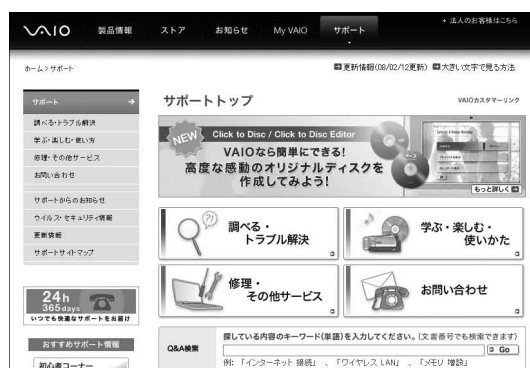 VAIO 製品情報 ストア お知らせ My VAIO サポート
法人のお客様はこちら
ホーム > サポート
更新情報(08/02/12更新) 大きい文字で見る方法
サポート
調べる・トラブル解決
学ぶ・楽しむ・使い方
修理・その他サービス
お問い合わせ
サポートからのお知らせ
ウイルス・セキュリティ情報
更新情報
サポートサイトマップ
24h
365days
いつでも快適なサポートをお届け
おすすめサポート情報
初心者コーナー
サポートトップ
VAIOカスタマーリンク
NEW
Click to Disc / Click to Disc Editor
VAIOなら簡単にできる!
高度な感動のオリジナルディスクを
作成してみよう!
もっと詳しく
調べる・
トラブル解決
学ぶ・楽しむ・
使いかた
修理・
その他サービス
お問い合わせ
Q&A検索
探している内容のキーワード(単語)を入力してください。(文書番号でも検索できます)
Go
例: 「インターネット 接続」 、 「ワイヤレス LAN」 、 「メモリ 増設」